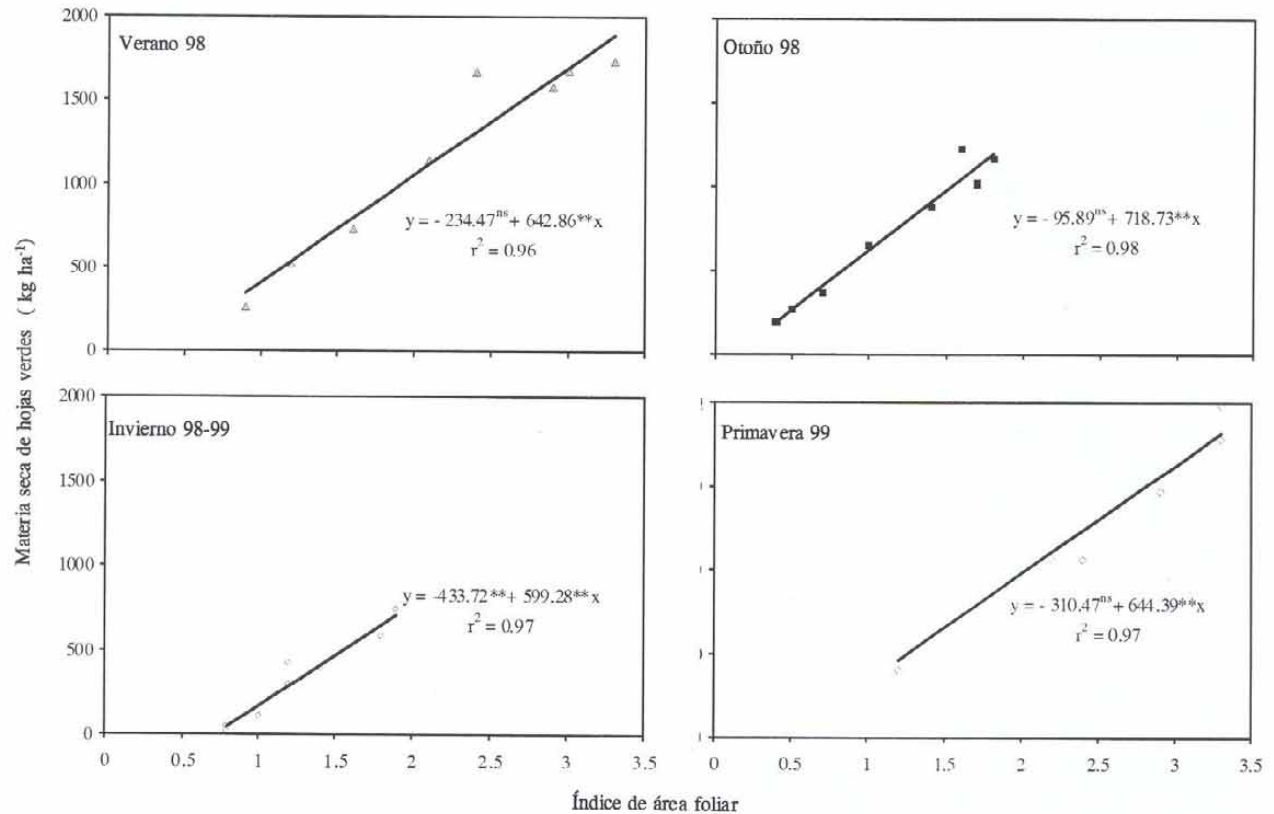 2000
Verano 98
1500
1000
500
0
y = - 234.47ns + 642.86**x
r2 = 0.96
Otoño 98
y = - 95.89ns + 718.73**x
r2 = 0.98
Materia seca de hojas verdes ( kg ha-1)
2000
Invierno 98-99
1500
1000
500
0
y = -433.72** + 599.28**x
r2 = 0.97
0 0.5 1 1.5 2 2.5 3 3.5
Primavera 99
y = - 310.47ns + 644.39**x
r2 = 0.97
0 0.5 1 1.5 2 2.5 3 3.5
Índice de área foliar